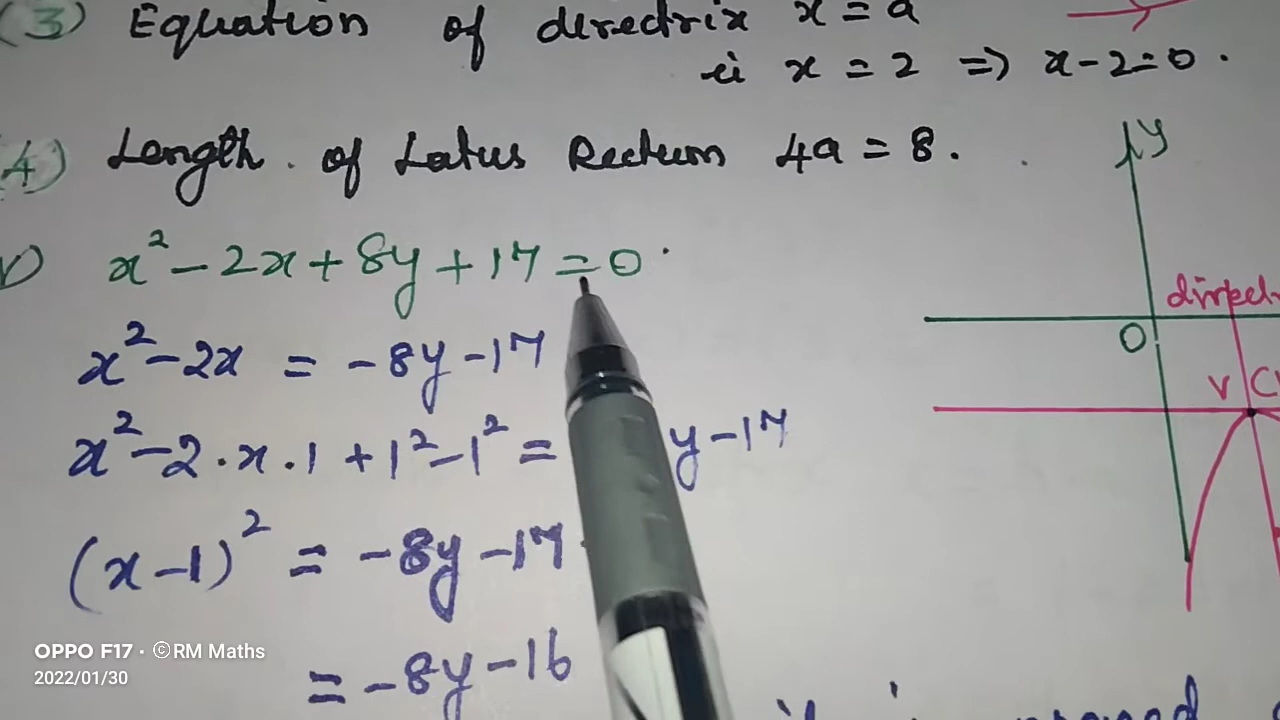 (3) Equation of directrix x = a
ie x = 2 => x - 2 = 0.
4) Length of Latus Rectum 4a = 8.
y
V) x² - 2x + 8y + 17 = 0.
x² - 2x = -8y - 17
x² - 2.x.1 + 1² - 1² = y - 17
(x - 1)² = -8y - 17
= -8y - 16
O
V
OPPO F17 · ©RM Maths
2022/01/30